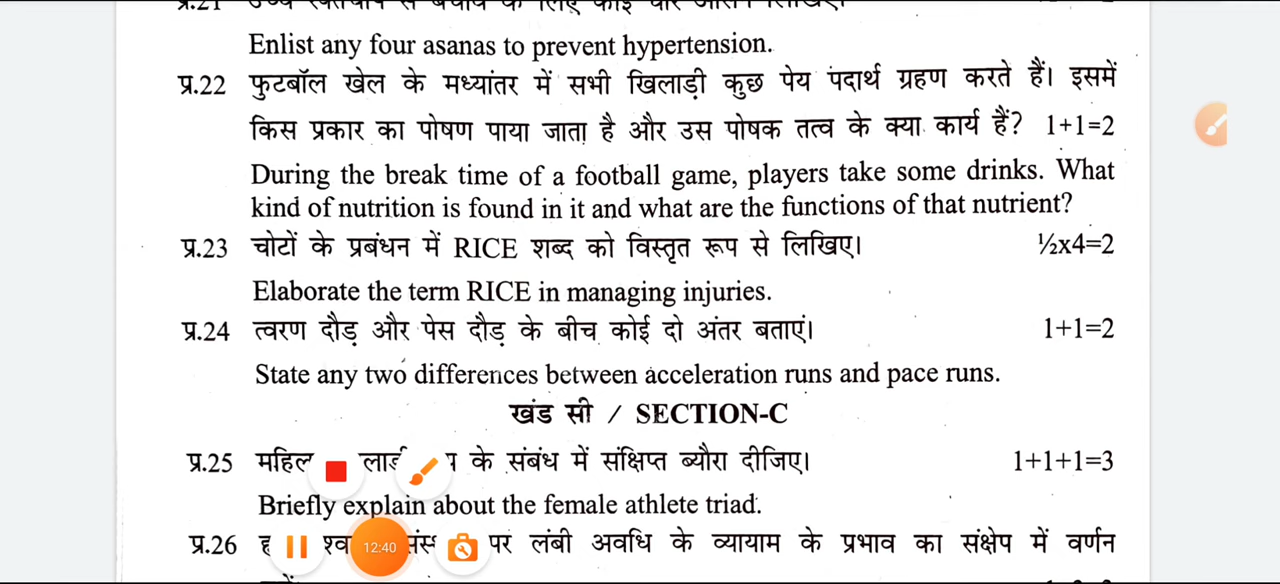 प्र.21
Enlist any four asanas to prevent hypertension.
प्र.22 फुटबॉल खेल के मध्यांतर में सभी खिलाड़ी कुछ पेय पदार्थ ग्रहण करते हैं। इसमें
किस प्रकार का पोषण पाया जाता है और उस पोषक तत्व के क्या कार्य हैं? 1+1=2
During the break time of a football game, players take some drinks. What
kind of nutrition is found in it and what are the functions of that nutrient?
प्र.23 चोटों के प्रबंधन में RICE शब्द को विस्तृत रूप से लिखिए। ½x4=2
Elaborate the term RICE in managing injuries.
प्र.24 त्वरण दौड़ और पेस दौड़ के बीच कोई दो अंतर बताएं। 1+1=2
State any two differences between acceleration runs and pace runs.
खंड सी / SECTION-C
प्र.25 के संबंध में संक्षिप्त ब्यौरा दीजिए। 1+1+1=3
Briefly explain about the female athlete triad.
प्र.26 पर लंबी अवधि के व्यायाम के प्रभाव का संक्षेप में वर्णन
12:40